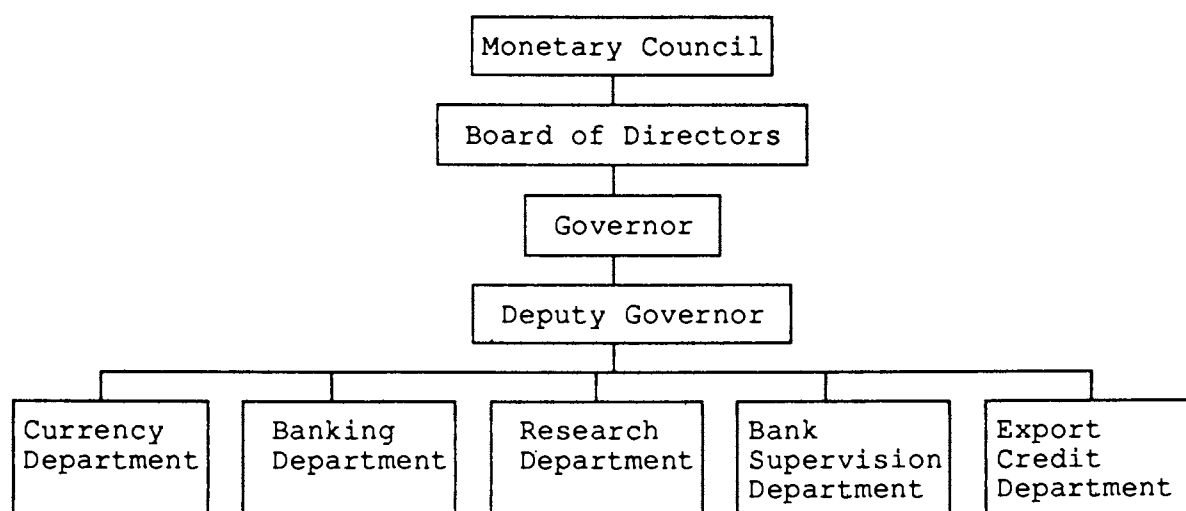 Monetary Council
Board of Directors
Governor
Deputy Governor
Currency
Department
Banking
Department
Research
Department
Bank
Supervision
Department
Export
Credit
Department